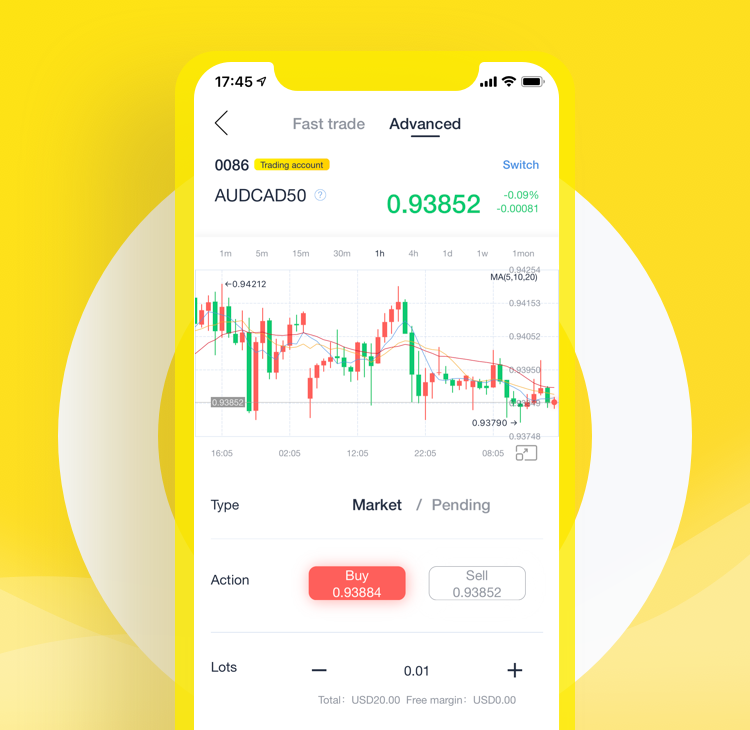 17:45
Fast trade Advanced
0086 Trading account Switch
AUDCAD50 ? 0.93852 -0.09%
-0.00081
1m 5m 15m 30m 1h 4h 1d 1w 1mon
0.94254
MA(5,10,20)
←0.94212
0.94153
0.94052
0.93950
0.93852
0.93790→
0.93748
16:05 02:05 12:05 22:05 08:05
Type Market / Pending
Action Buy Sell
0.93884 0.93852
Lots − 0.01 +
Total: USD20.00 Free margin: USD0.00